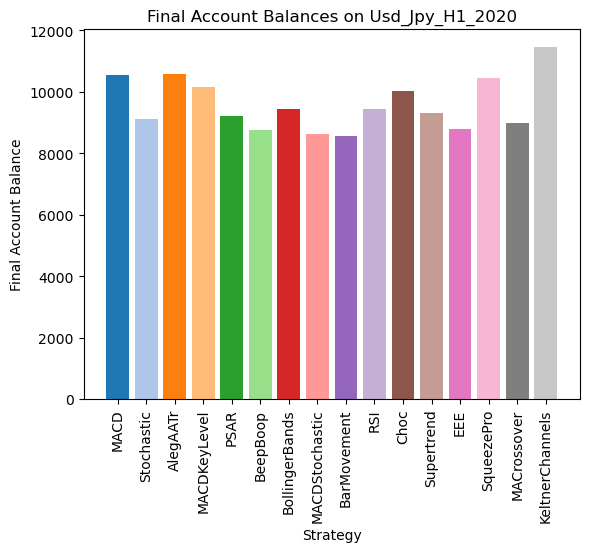 Final Account Balances on Usd_Jpy_H1_2020
Final Account Balance
12000
10000
8000
6000
4000
2000
0
MACD
Stochastic
AlegAATr
MACDKeyLevel
PSAR
BeepBoop
BollingerBands
MACDStochastic
BarMovement
RSI
Choc
Supertrend
EEE
SqueezePro
MACrossover
KeltnerChannels
Strategy